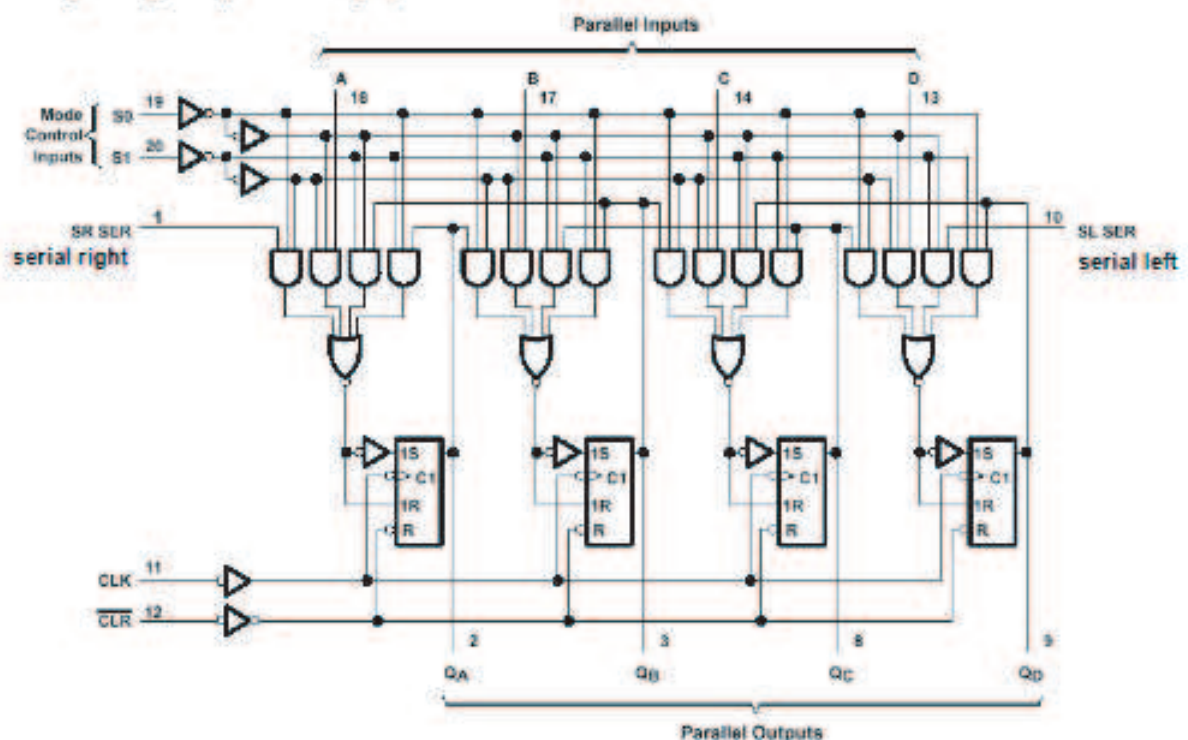 Parallel Inputs
A B C D
16 17 14 13
19
Mode S0
Control
20
Inputs S1
1 10
SR SER SL SER
serial right serial left
1S 1S 1S 1S
C1 C1 C1 C1
1R 1R 1R 1R
R R R R
11
CLK
12
CLR
2 3 8 9
QA QB QC QD
Parallel Outputs